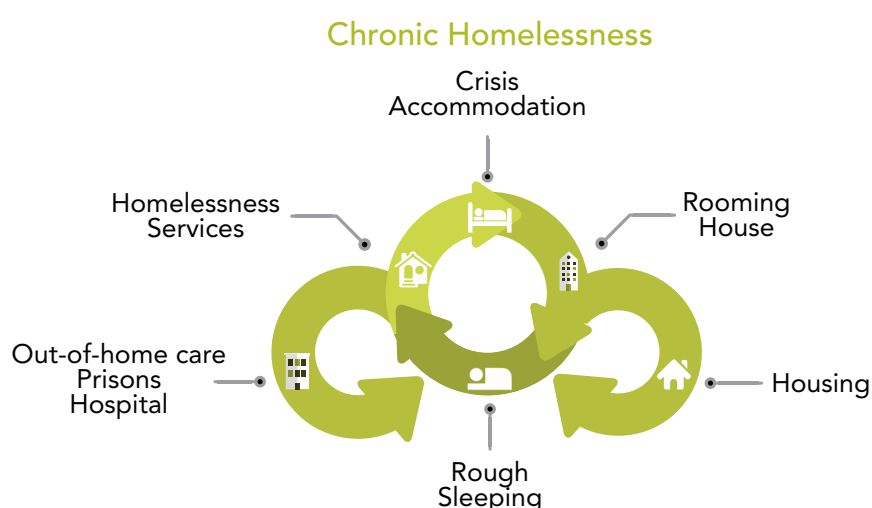 Chronic Homelessness
Crisis
Accommodation
Homelessness
Services
Rooming
House
Out-of-home care
Prisons
Hospital
Housing
Rough
Sleeping